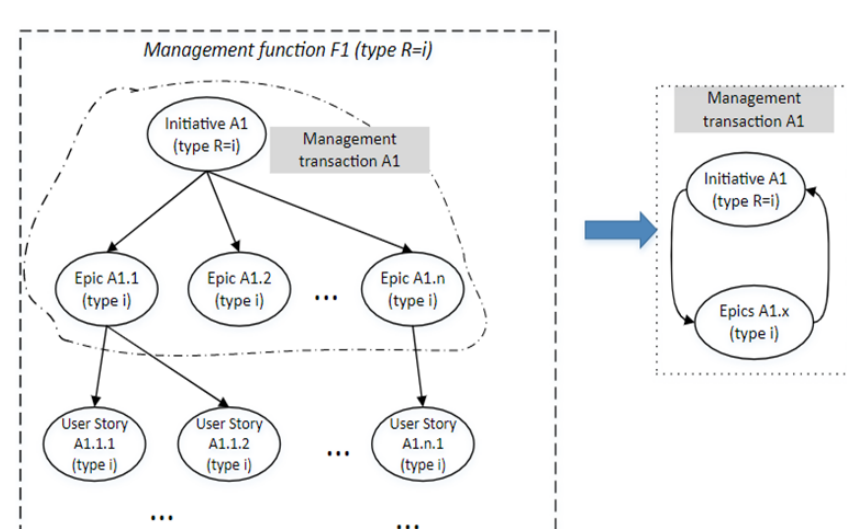 Management function F1 (type R=i)
Initiative A1
(type R=i)
Management
transaction A1
Epic A1.1
(type i)
Epic A1.2
(type i)
...
Epic A1.n
(type i)
User Story
A1.1.1
(type i)
User Story
A1.1.2
(type i)
...
User Story
A1.n.1
(type i)
...
...
Management
transaction A1
Initiative A1
(type R=i)
Epics A1.x
(type i)